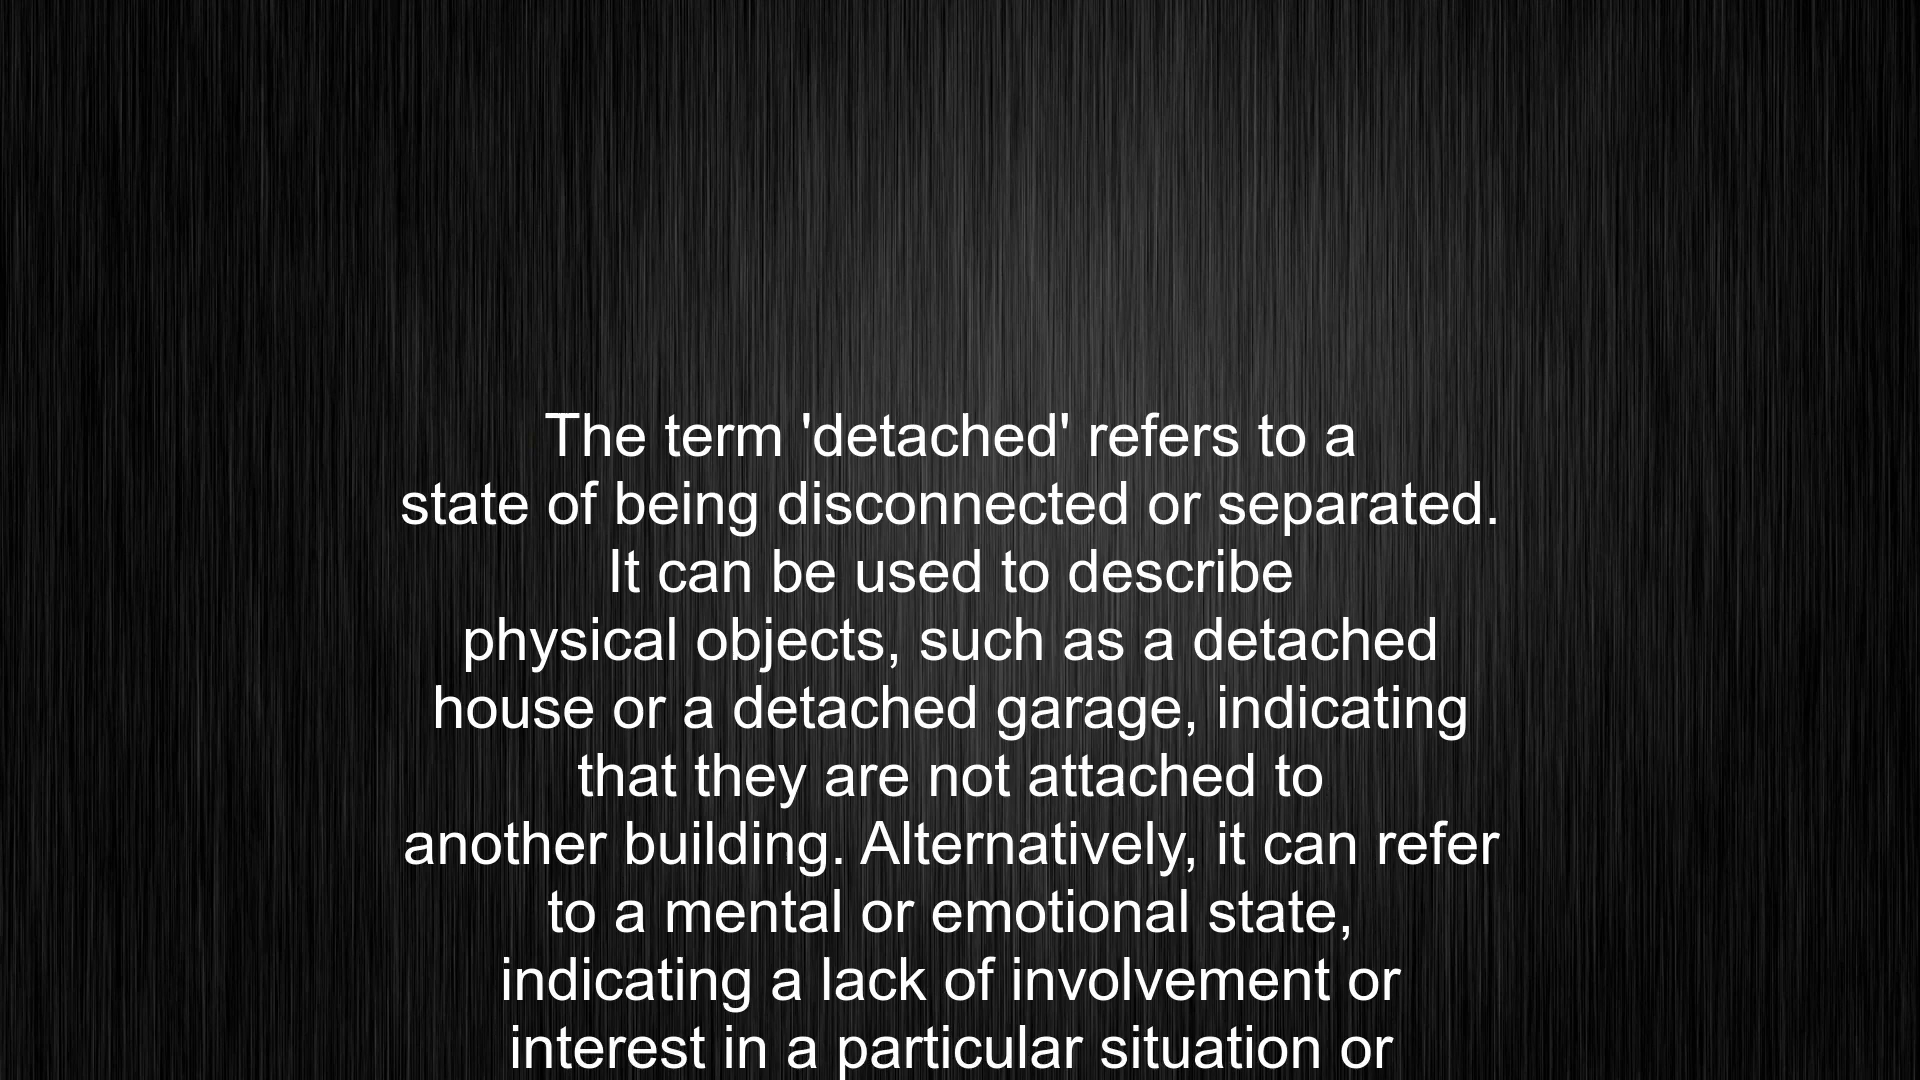 The term 'detached' refers to a
state of being disconnected or separated.
It can be used to describe
physical objects, such as a detached
house or a detached garage, indicating
that they are not attached to
another building. Alternatively, it can refer
to a mental or emotional state,
indicating a lack of involvement or
interest in a particular situation or